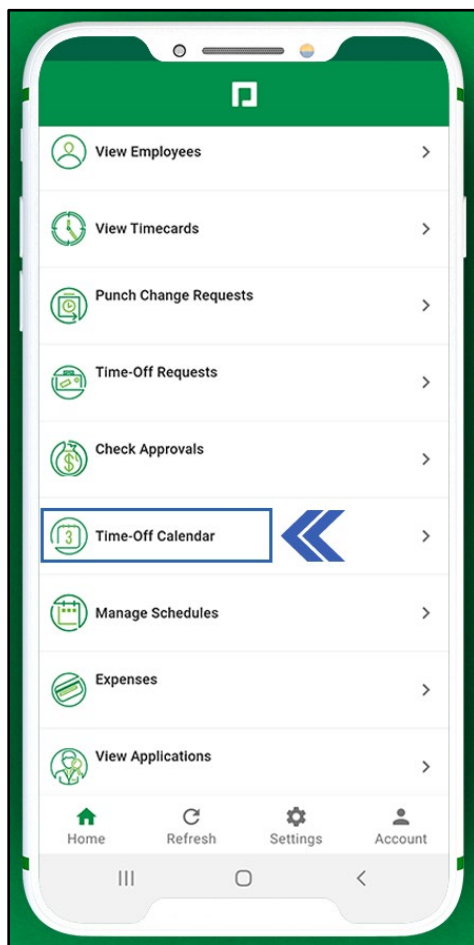 View Employees
View Timecards
Punch Change Requests
Time-Off Requests
Check Approvals
3
Time-Off Calendar
Manage Schedules
Expenses
View Applications
Home
Refresh
Settings
Account